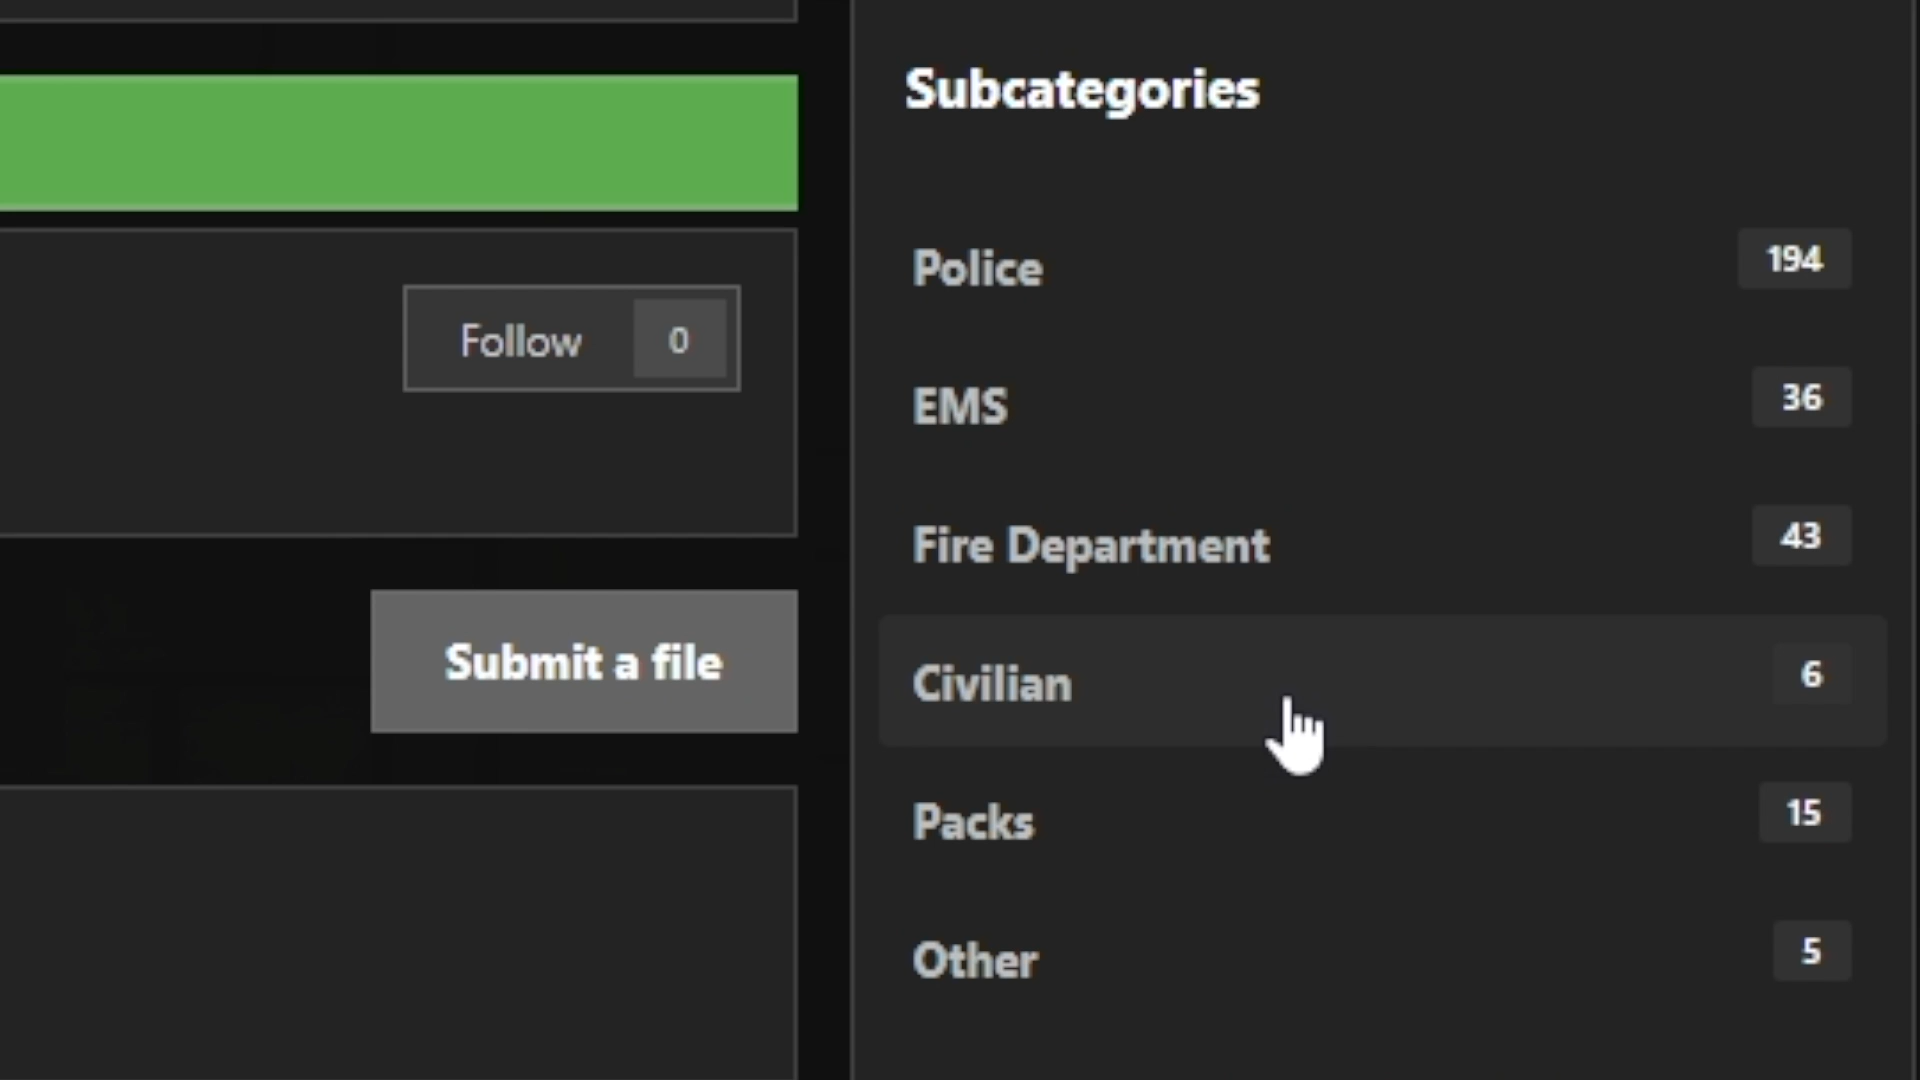 Subcategories
Police 194
Follow 0
EMS 36
Fire Department 43
Submit a file
Civilian 6
Packs 15
Other 5